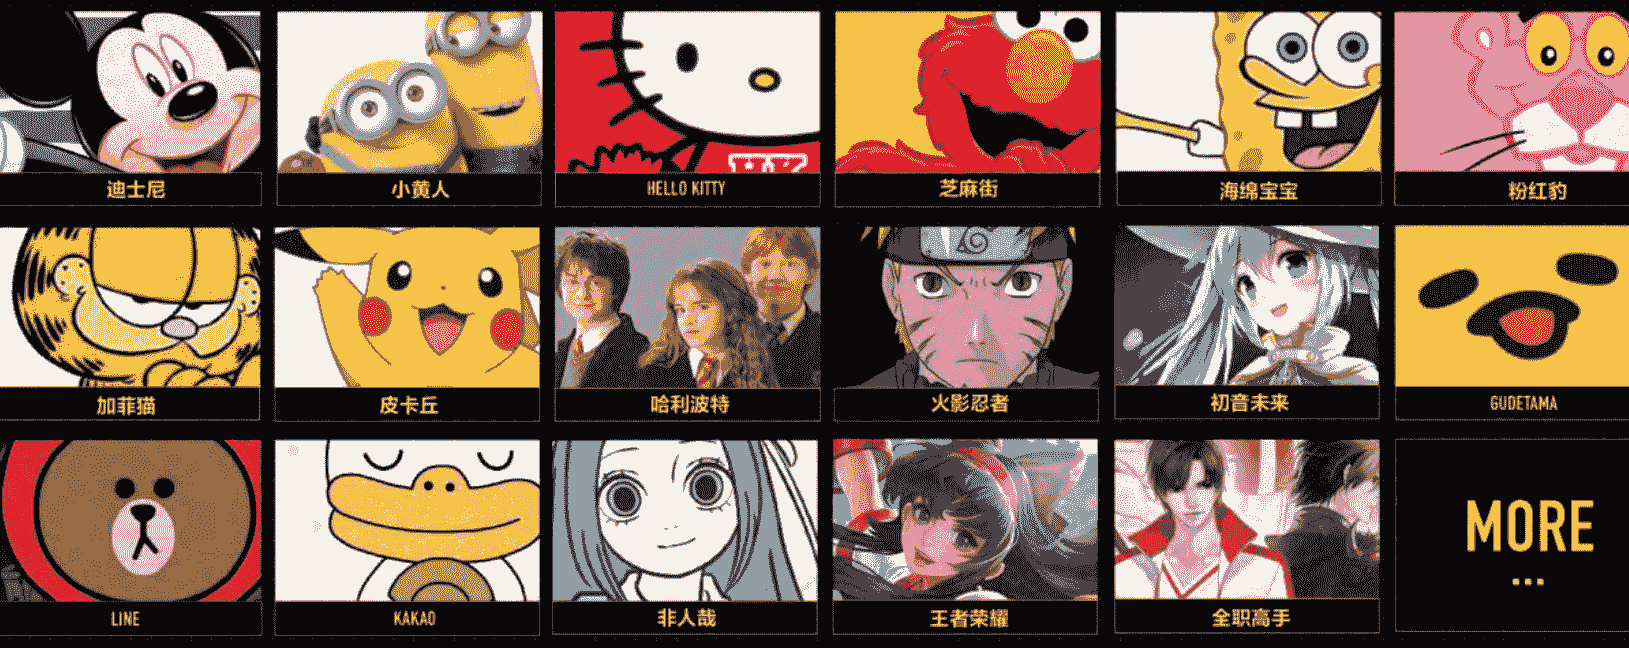 迪士尼
小黄人
HELLO KITTY
芝麻街
海绵宝宝
粉红豹
加菲猫
皮卡丘
哈利波特
火影忍者
初音未来
GUDETAMA
LINE
KAKAO
非人哉
王者荣耀
全职高手
MORE
...